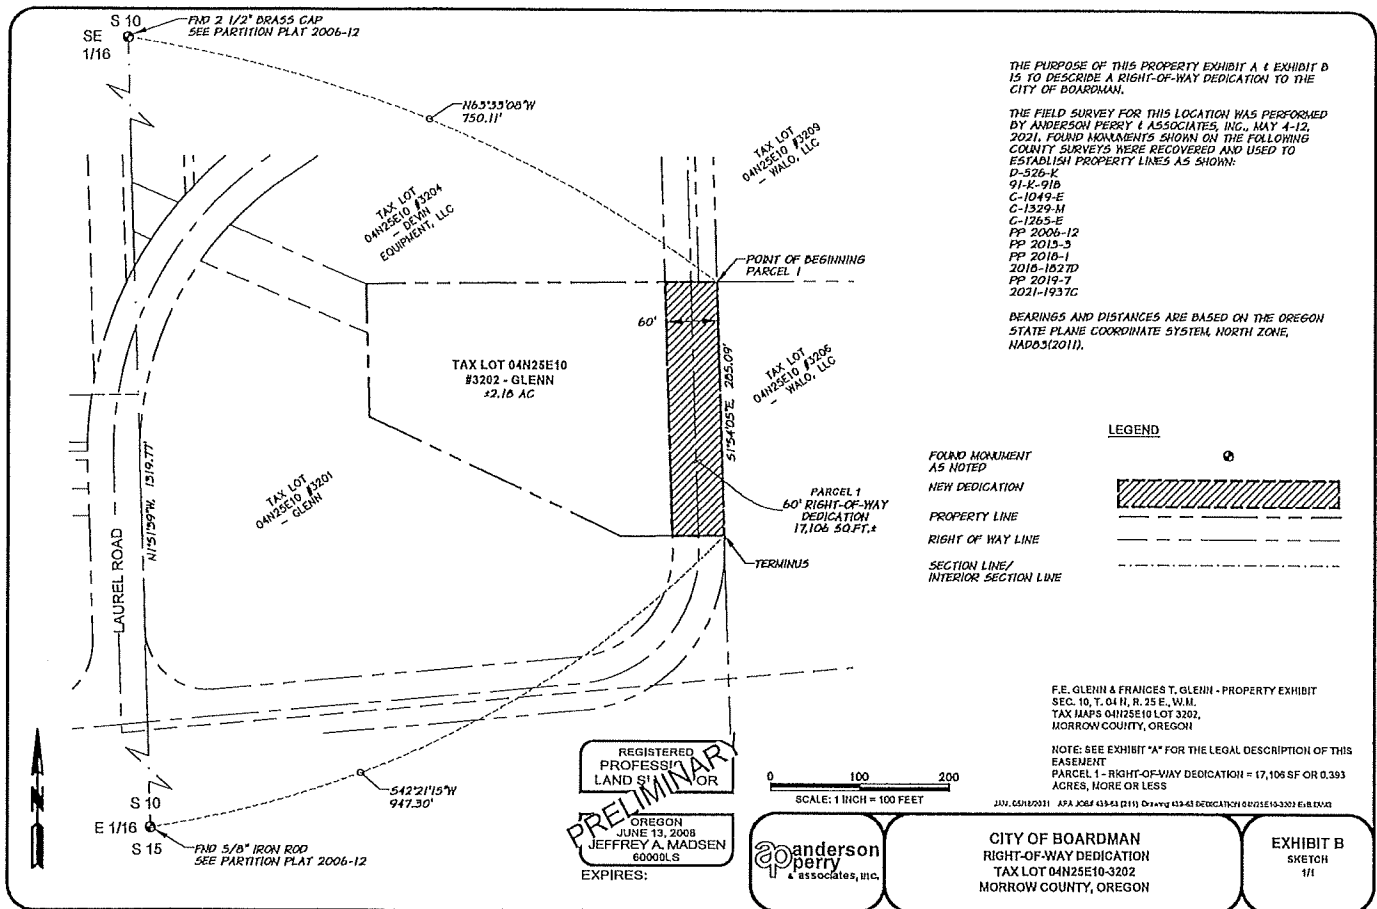 S 10
SE
1/16
FND 2 1/2" BRASS CAP
SEE PARTITION PLAT 2006-12
N63°33'08"W
750.11'
TAX LOT
04N25E10 #3209
- WALO, LLC
TAX LOT
04N25E10 #3204
- DEVIN
EQUIPMENT, LLC
POINT OF BEGINNING
PARCEL 1
60'
TAX LOT 04N25E10
#3202 - GLENN
±2.18 AC
S1°54'05"E 285.09'
TAX LOT
04N25E10 #3205
- WALO, LLC
TAX LOT
04N25E10 #3201
- GLENN
N1°51'39"W 1319.77'
LAUREL ROAD
PARCEL 1
60' RIGHT-OF-WAY
DEDICATION
17,106 SQ.FT.±
TERMINUS
S42°21'15"W
947.30'
S 10
E 1/16
S 15
FND 5/8" IRON ROD
SEE PARTITION PLAT 2006-12
N
THE PURPOSE OF THIS PROPERTY EXHIBIT A & EXHIBIT B
IS TO DESCRIBE A RIGHT-OF-WAY DEDICATION TO THE
CITY OF BOARDMAN.
THE FIELD SURVEY FOR THIS LOCATION WAS PERFORMED
BY ANDERSON PERRY & ASSOCIATES, INC., MAY 4-12,
2021. FOUND MONUMENTS SHOWN ON THE FOLLOWING
COUNTY SURVEYS WERE RECOVERED AND USED TO
ESTABLISH PROPERTY LINES AS SHOWN:
D-526-K
91-K-91B
C-1049-E
C-1329-M
C-1265-E
PP 2006-12
PP 2013-3
PP 2018-1
2018-1827D
PP 2019-7
2021-1937C
BEARINGS AND DISTANCES ARE BASED ON THE OREGON
STATE PLANE COORDINATE SYSTEM, NORTH ZONE,
NAD83(2011).
LEGEND
FOUND MONUMENT
AS NOTED
NEW DEDICATION
PROPERTY LINE
RIGHT OF WAY LINE
SECTION LINE/
INTERIOR SECTION LINE
F.E. GLENN & FRANCES T. GLENN - PROPERTY EXHIBIT
SEC. 10, T. 04 N, R. 25 E., W.M.
TAX MAPS 04N25E10 LOT 3202,
MORROW COUNTY, OREGON
NOTE: SEE EXHIBIT "A" FOR THE LEGAL DESCRIPTION OF THIS
EASEMENT
PARCEL 1 - RIGHT-OF-WAY DEDICATION = 17,106 SF OR 0.393
ACRES, MORE OR LESS
REGISTERED
PROFESSIONAL
LAND SURVEYOR
PRELIMINARY
OREGON
JUNE 13, 2008
JEFFREY A. MADSEN
60000LS
EXPIRES:
0 100 200
SCALE: 1 INCH = 100 FEET
ap anderson
perry
& associates, inc.
CITY OF BOARDMAN
RIGHT-OF-WAY DEDICATION
TAX LOT 04N25E10-3202
MORROW COUNTY, OREGON
EXHIBIT B
SKETCH
1/1